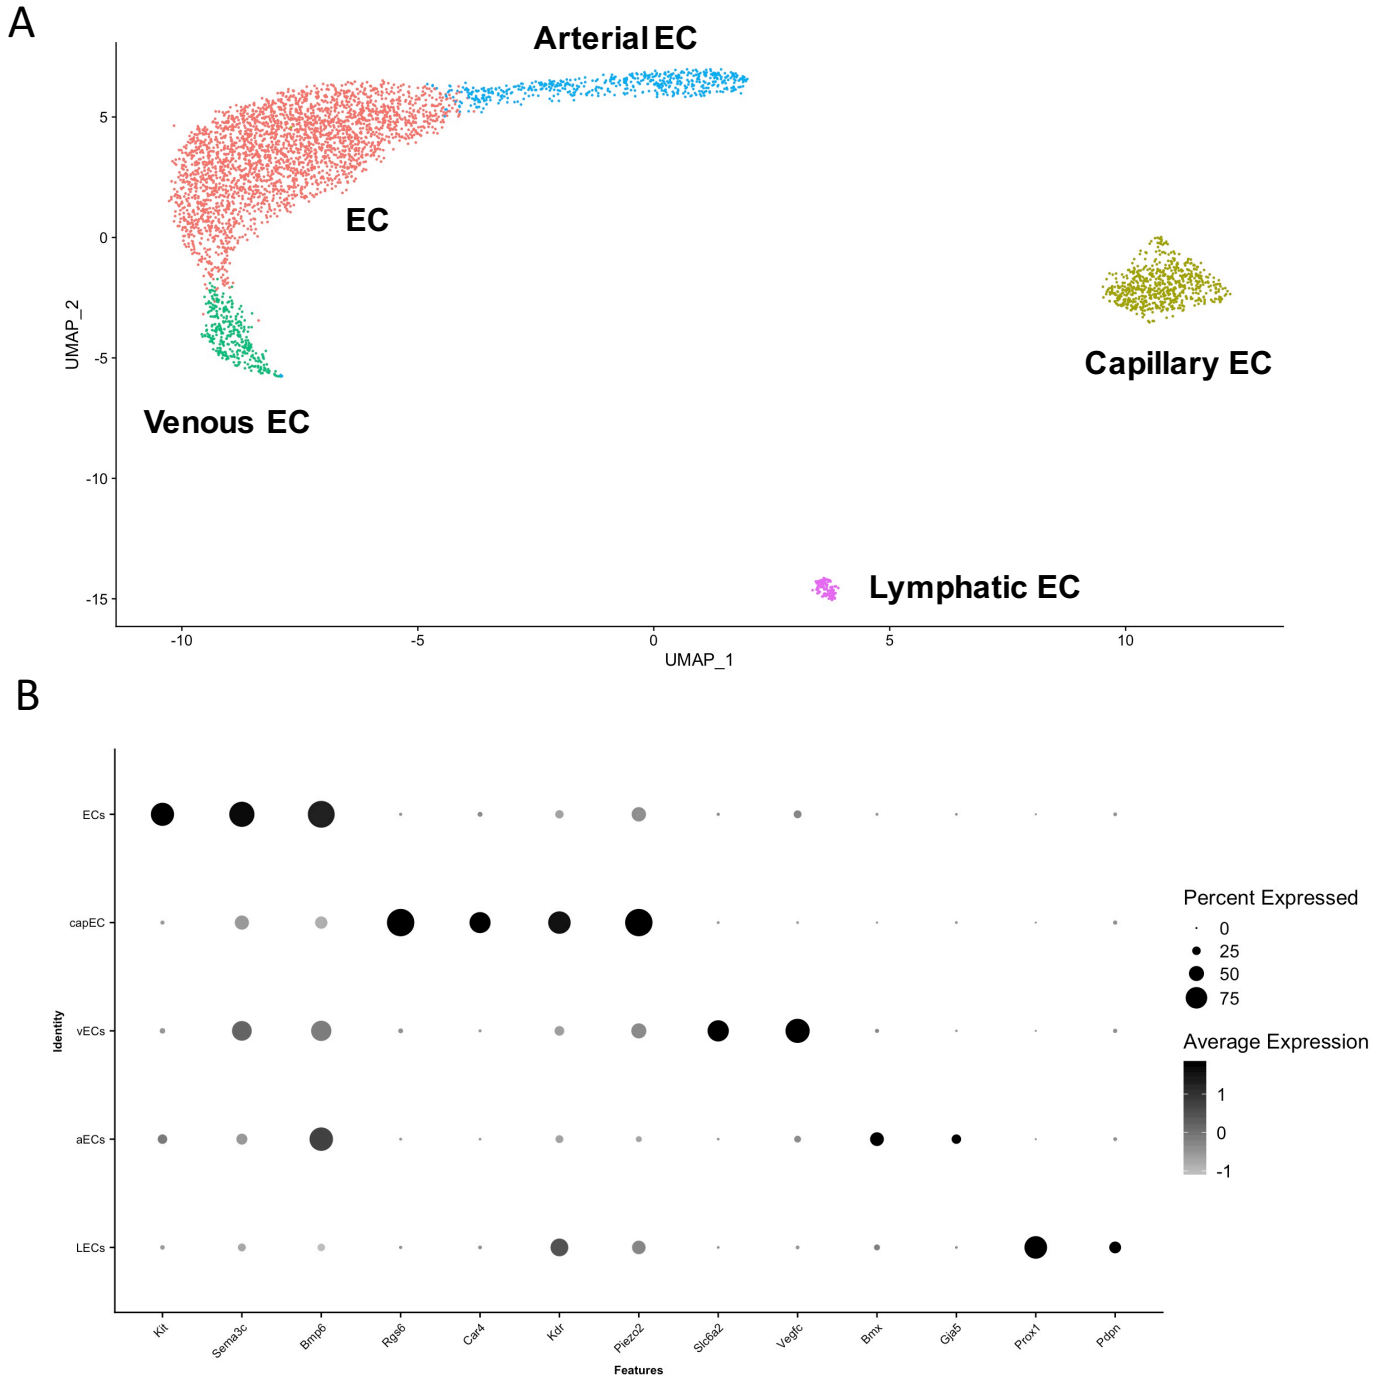 A
Arterial EC
EC
Venous EC
Capillary EC
Lymphatic EC
5
0
-5
-10
-15
UMAP_2
-10
-5
0
5
10
UMAP_1
B
ECs
capEC
vECs
aECs
LECs
Identity
Kit
Sema3c
Bmp6
Rgs6
Car4
Kdr
Piezo2
Slc6a2
Vegfc
Bmx
Gja5
Prox1
Pdpn
Features
Percent Expressed
0
25
50
75
Average Expression
1
0
-1